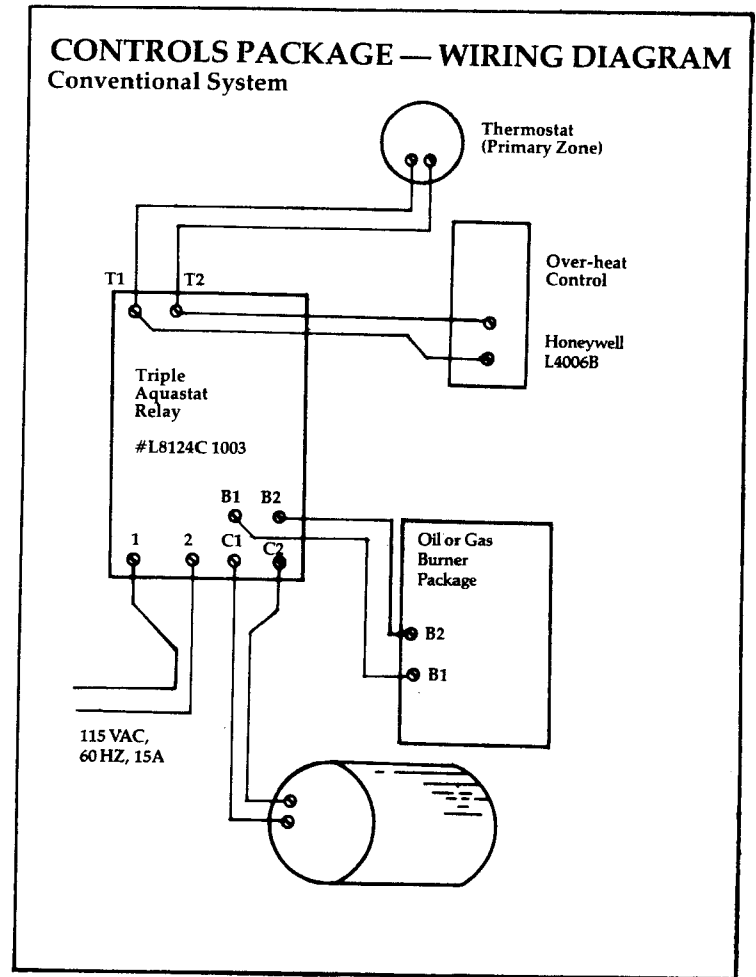 CONTROLS PACKAGE — WIRING DIAGRAM
Conventional System
Thermostat
(Primary Zone)
T1
T2
Over-heat
Control
Honeywell
L4006B
Triple
Aquastat
Relay
#L8124C 1003
B1
B2
1
2
C1
C2
Oil or Gas
Burner
Package
B2
B1
115 VAC,
60 HZ, 15A